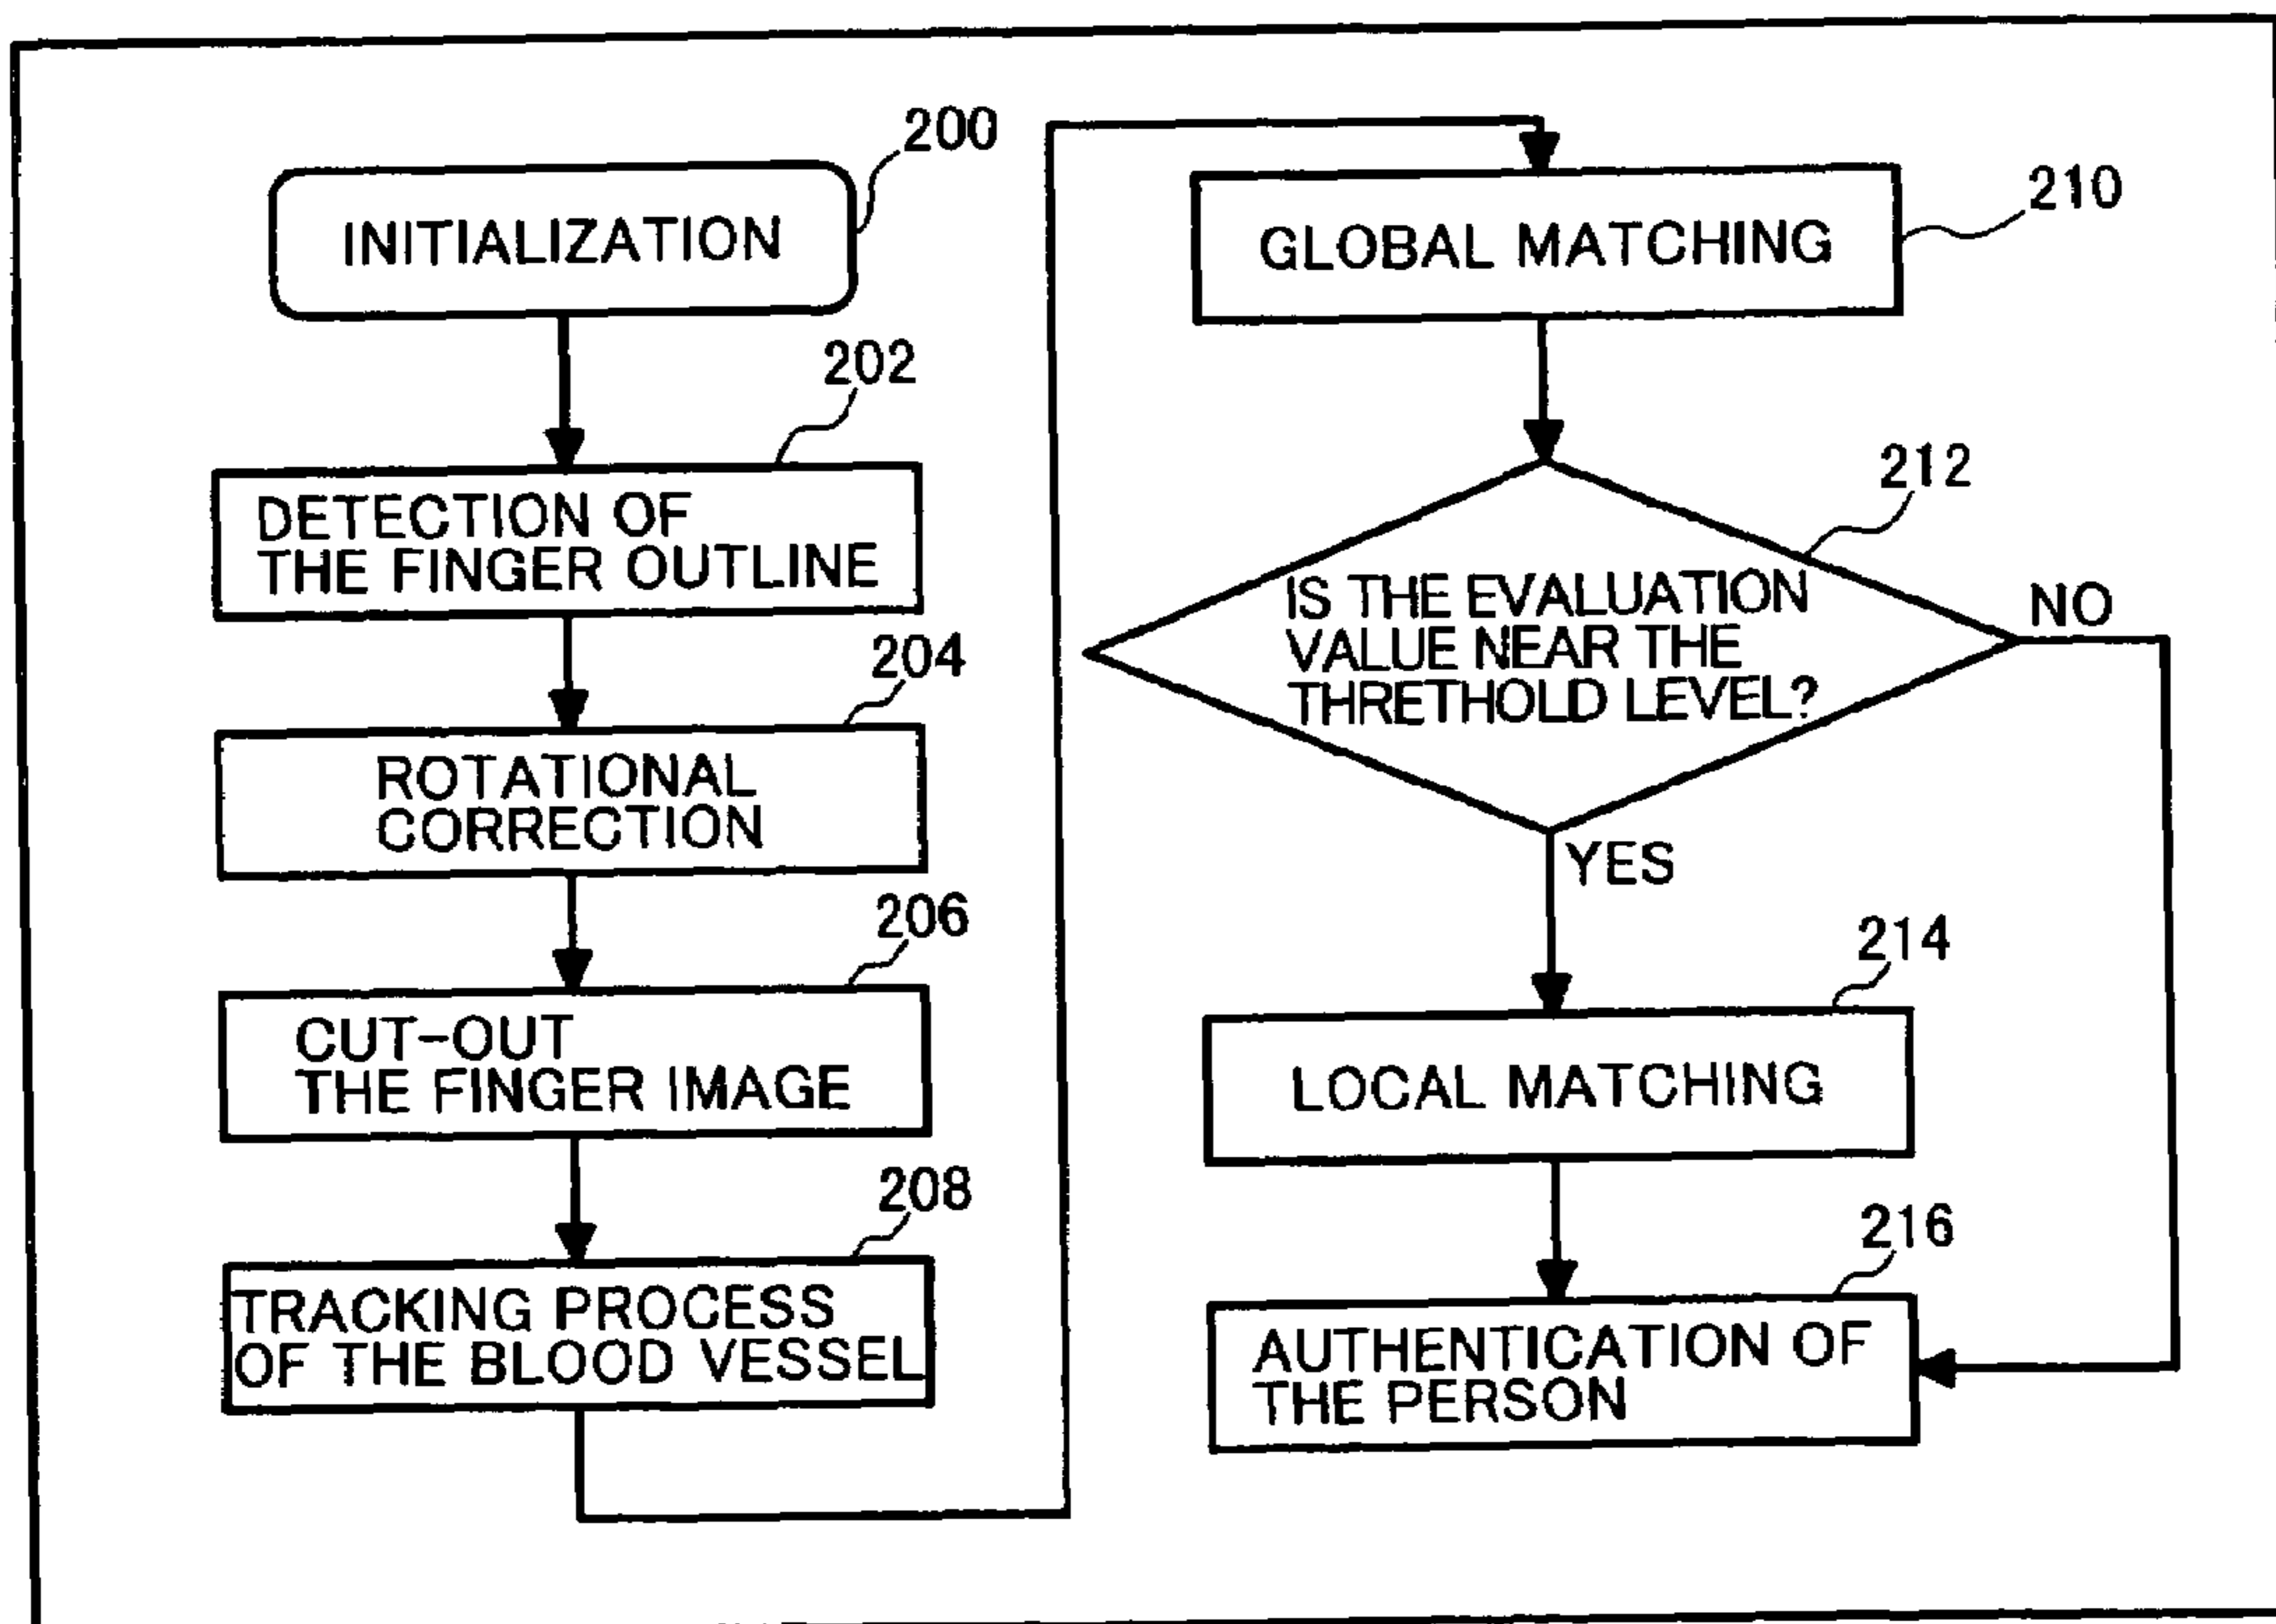 200
INITIALIZATION
202
DETECTION OF
THE FINGER OUTLINE
204
ROTATIONAL
CORRECTION
206
CUT-OUT
THE FINGER IMAGE
208
TRACKING PROCESS
OF THE BLOOD VESSEL
210
GLOBAL MATCHING
212
IS THE EVALUATION
VALUE NEAR THE
THRETHOLD LEVEL?
NO
YES
214
LOCAL MATCHING
216
AUTHENTICATION OF
THE PERSON